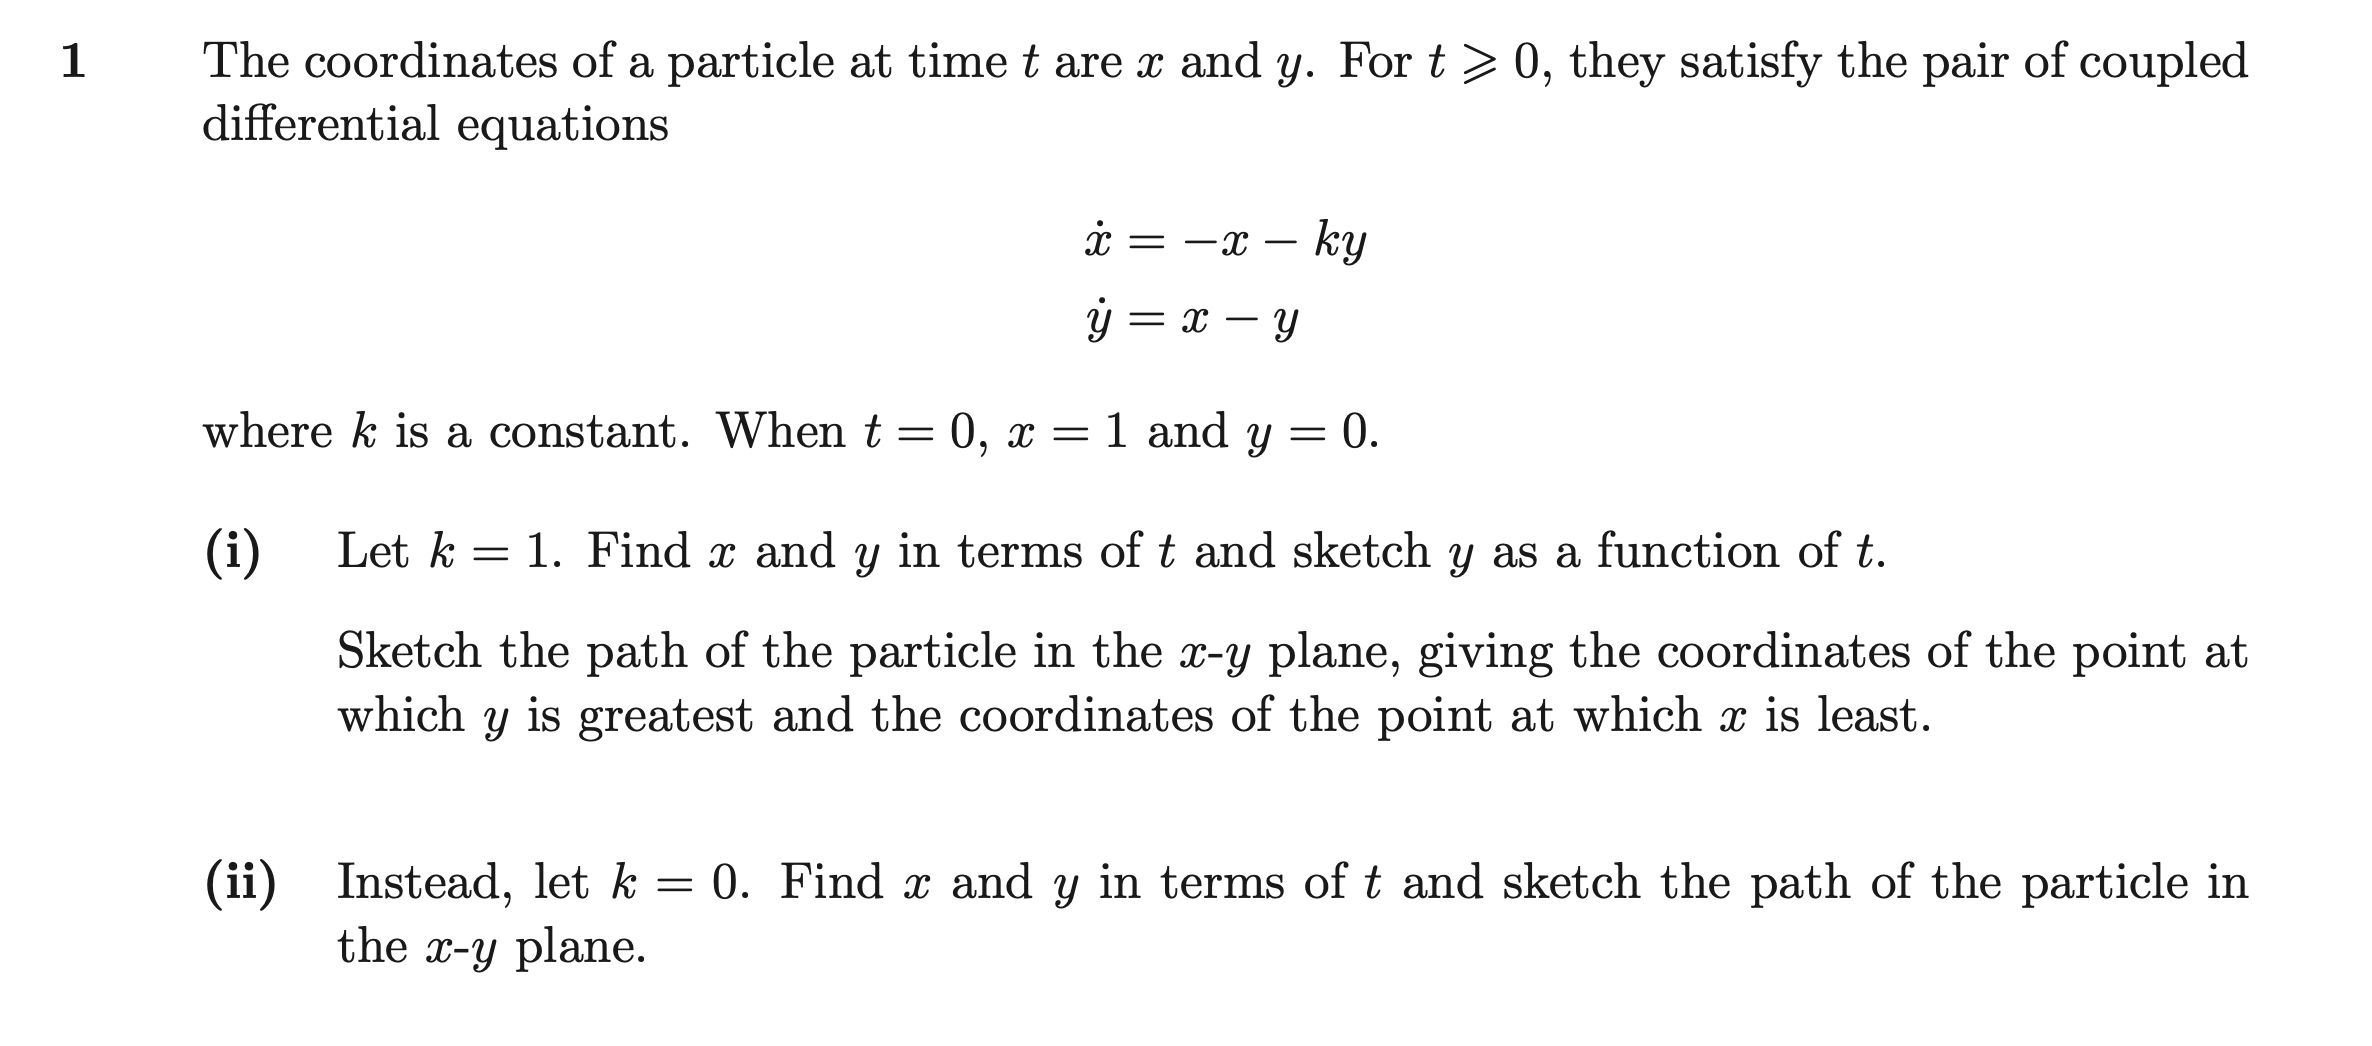 1 The coordinates of a particle at time t are x and y. For t ⩾ 0, they satisfy the pair of coupled
differential equations
ẋ = −x − ky
ẏ = x − y
where k is a constant. When t = 0, x = 1 and y = 0.
(i) Let k = 1. Find x and y in terms of t and sketch y as a function of t.
Sketch the path of the particle in the x-y plane, giving the coordinates of the point at
which y is greatest and the coordinates of the point at which x is least.
(ii) Instead, let k = 0. Find x and y in terms of t and sketch the path of the particle in
the x-y plane.